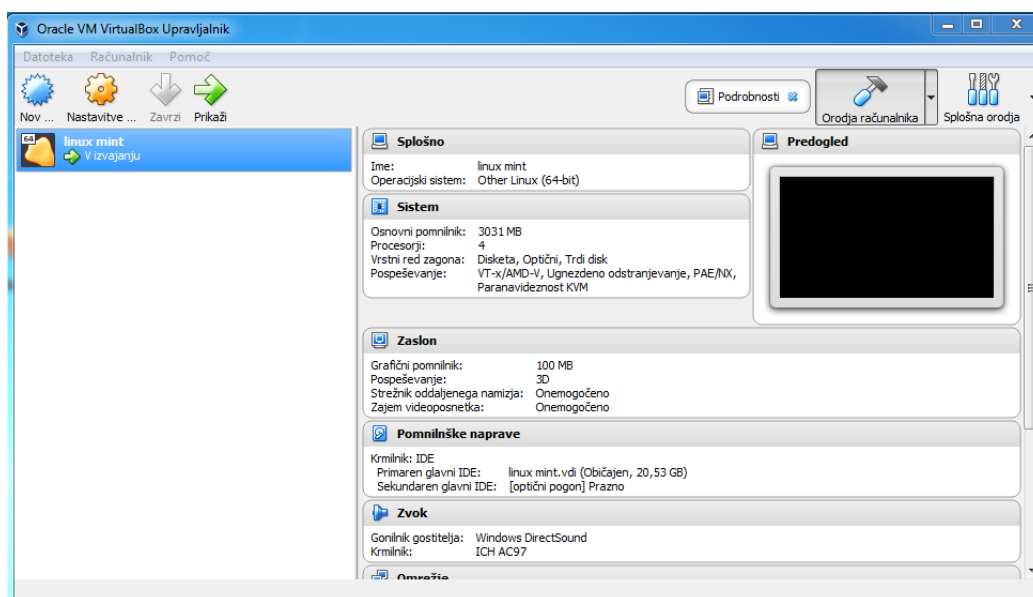 Oracle VM VirtualBox Upravljalnik
Datoteka Računalnik Pomoč
Nov ... Nastavitve ... Zavrzi Prikaži
Podrobnosti
Orodja računalnika
Splošna orodja
64
linux mint
V izvajanju
Splošno
Ime: linux mint
Operacijski sistem: Other Linux (64-bit)
Sistem
Osnovni pomnilnik: 3031 MB
Procesorji: 4
Vrstni red zagona: Disketa, Optični, Trdi disk
Pospeševanje: VT-x/AMD-V, Ugnezdeno odstranjevanje, PAE/NX,
Paranavideznost KVM
Predogled
Zaslon
Grafični pomnilnik: 100 MB
Pospeševanje: 3D
Strežnik oddaljenega namizja: Onemogočeno
Zajem videoposnetka: Onemogočeno
Pomnilnške naprave
Krmilnik: IDE
Primaren glavni IDE: linux mint.vdi (Običajen, 20,53 GB)
Sekundaren glavni IDE: [optični pogon] Prazno
Zvok
Gonilnik gostitelja: Windows DirectSound
Krmilnik: ICH AC97
Omrežje